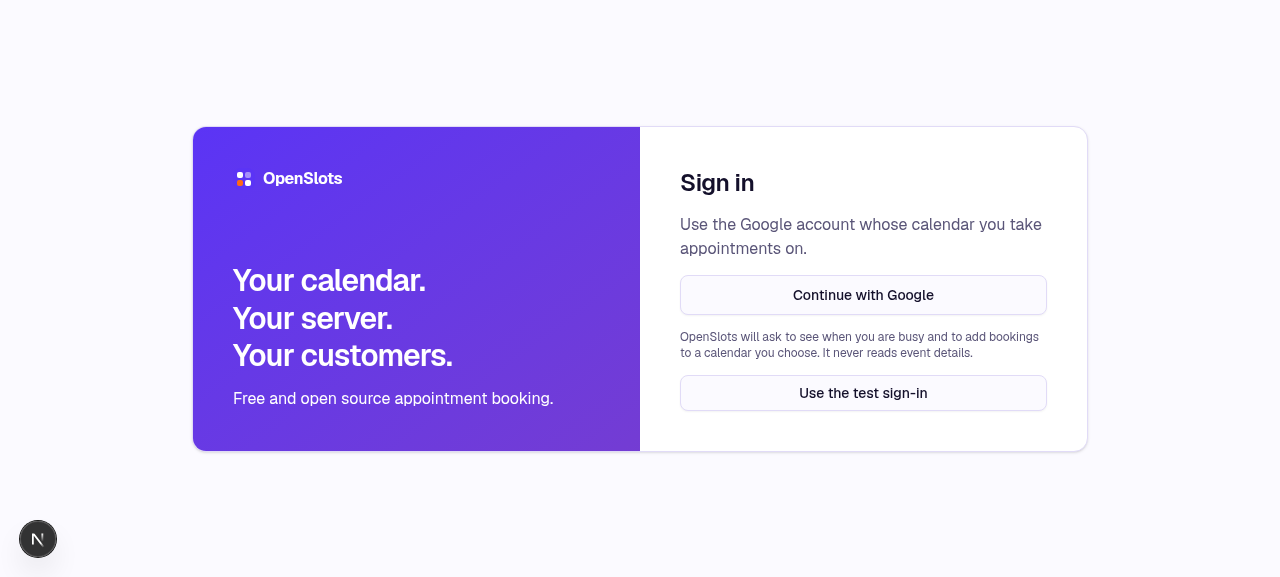 OpenSlots
Your calendar.
Your server.
Your customers.
Free and open source appointment booking.
Sign in
Use the Google account whose calendar you take
appointments on.
Continue with Google
OpenSlots will ask to see when you are busy and to add bookings
to a calendar you choose. It never reads event details.
Use the test sign-in
N